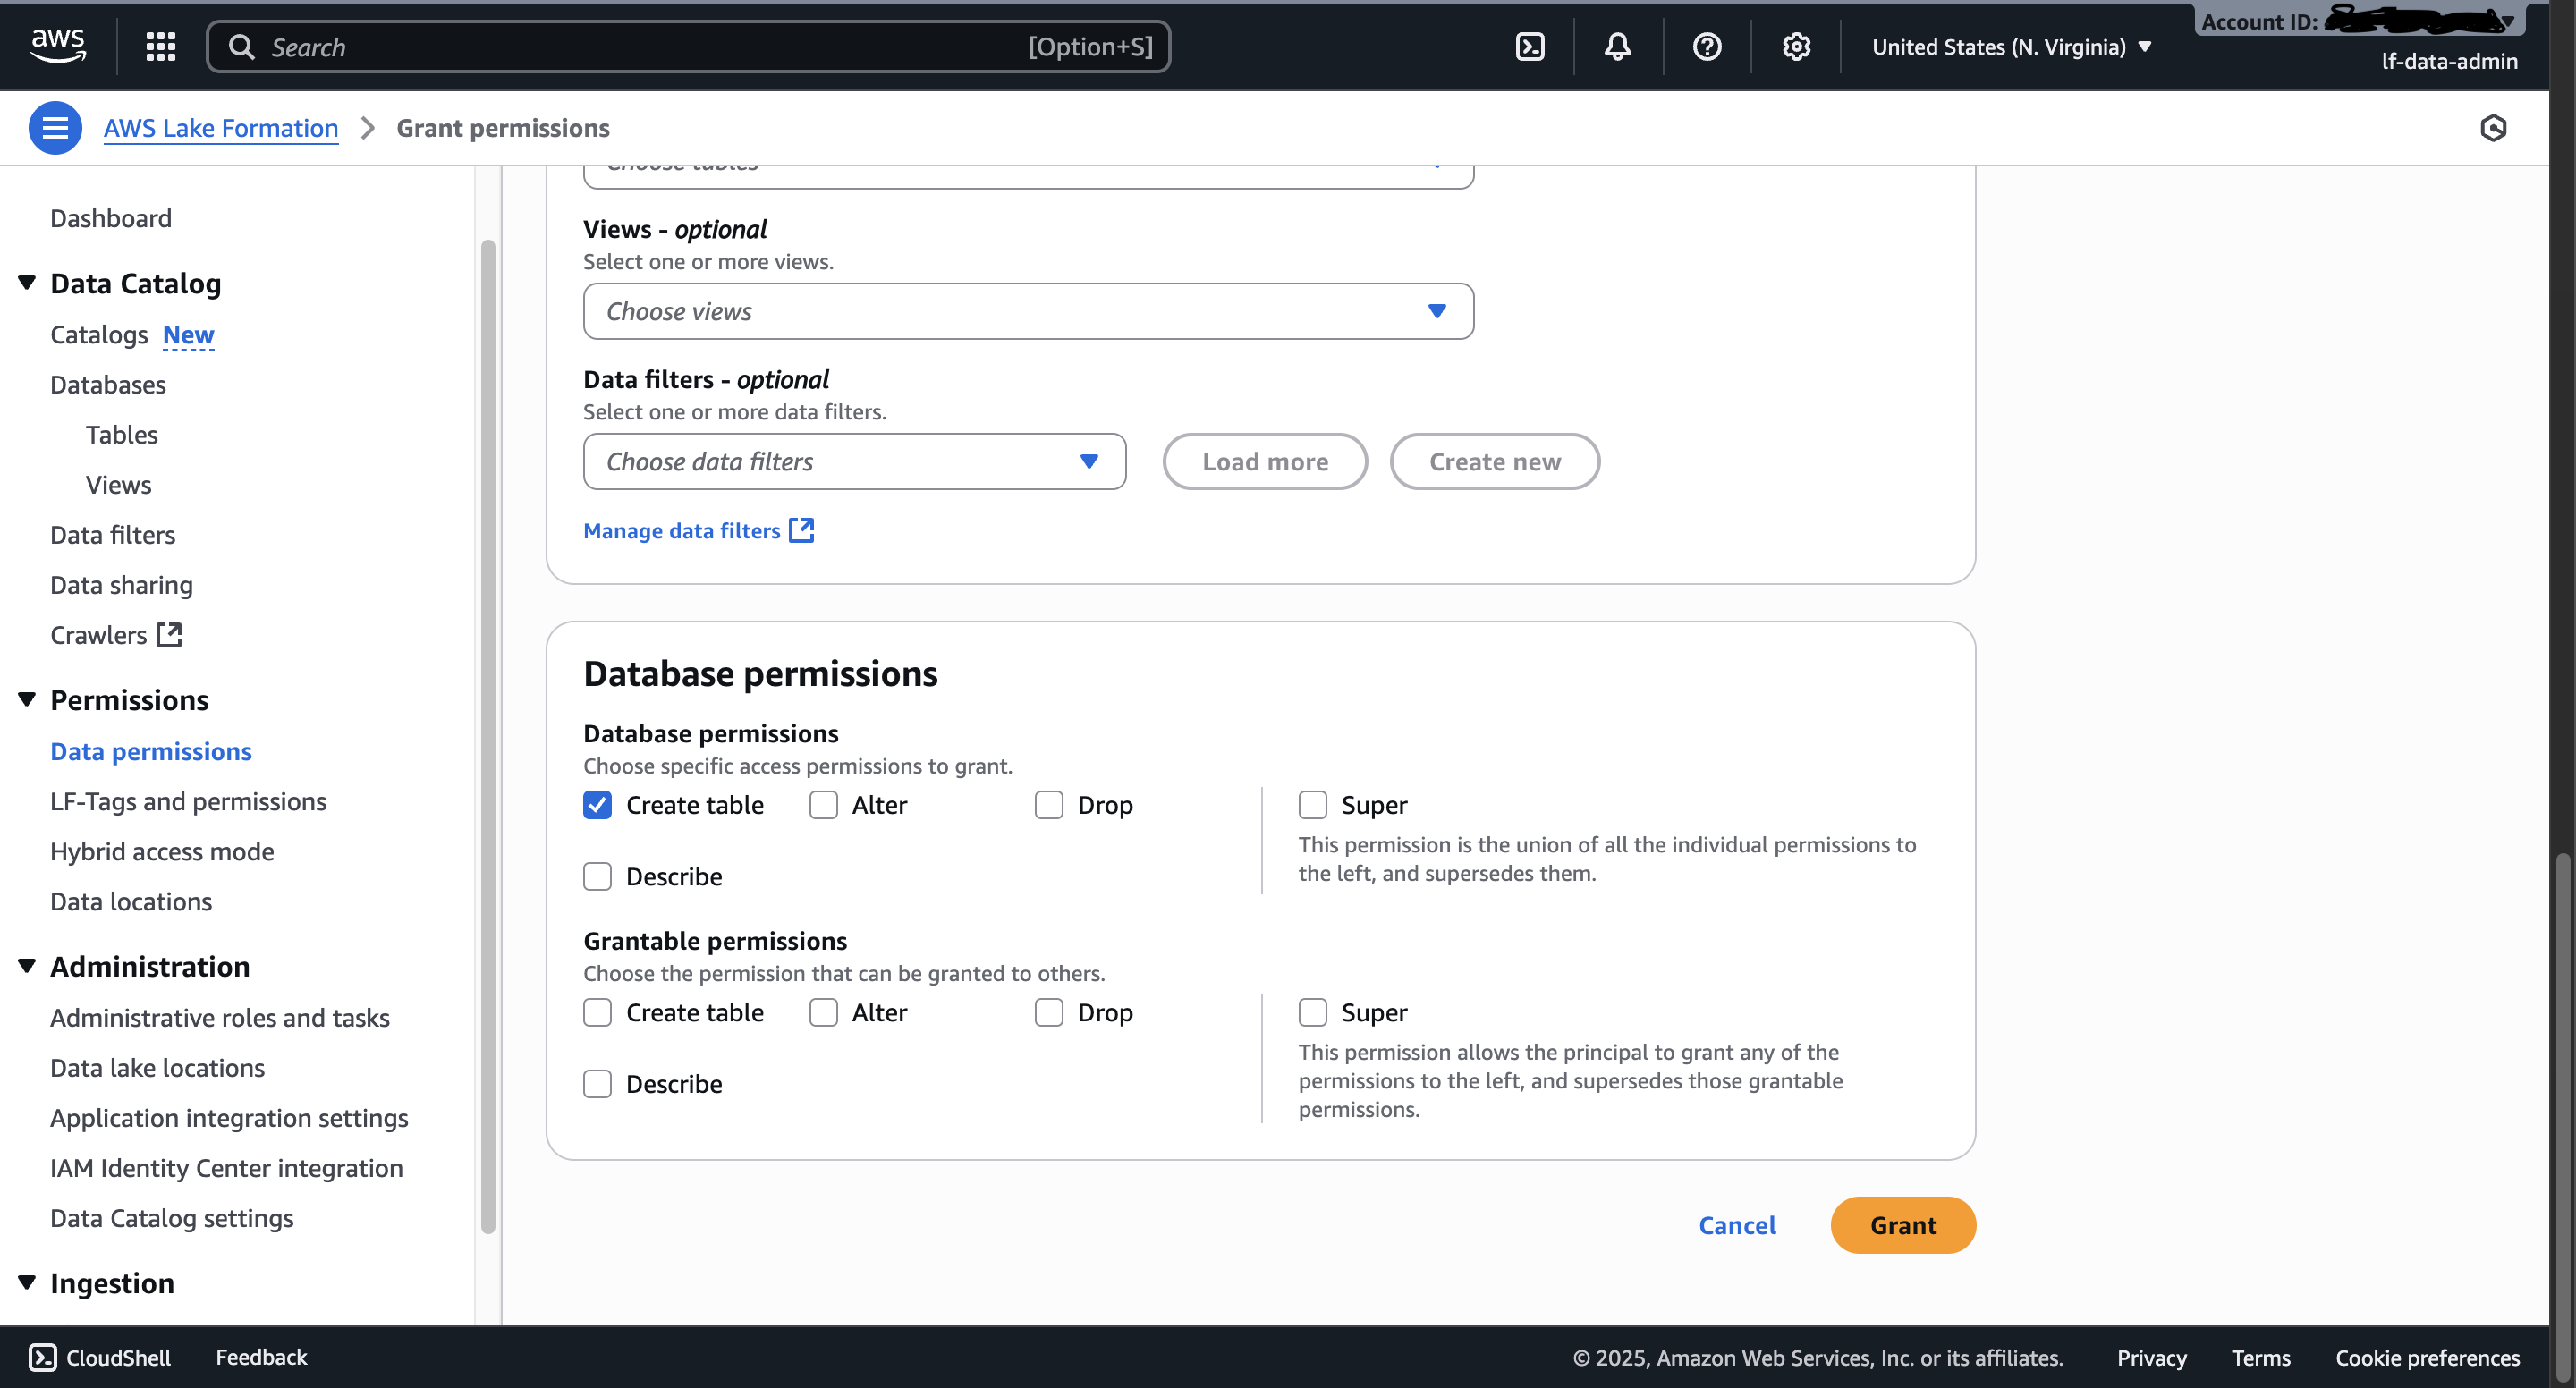 aws
Search
[Option+S]
United States (N. Virginia)
Account ID:
lf-data-admin
AWS Lake Formation
Grant permissions
Dashboard
Data Catalog
Catalogs New
Databases
Tables
Views
Data filters
Data sharing
Crawlers
Permissions
Data permissions
LF-Tags and permissions
Hybrid access mode
Data locations
Administration
Administrative roles and tasks
Data lake locations
Application integration settings
IAM Identity Center integration
Data Catalog settings
Ingestion
Choose tables
Views - optional
Select one or more views.
Choose views
Data filters - optional
Select one or more data filters.
Choose data filters
Load more
Create new
Manage data filters
Database permissions
Database permissions
Choose specific access permissions to grant.
Create table
Alter
Drop
Describe
Super
This permission is the union of all the individual permissions to
the left, and supersedes them.
Grantable permissions
Choose the permission that can be granted to others.
Create table
Alter
Drop
Describe
Super
This permission allows the principal to grant any of the
permissions to the left, and supersedes those grantable
permissions.
Cancel
Grant
CloudShell
Feedback
© 2025, Amazon Web Services, Inc. or its affiliates.
Privacy
Terms
Cookie preferences